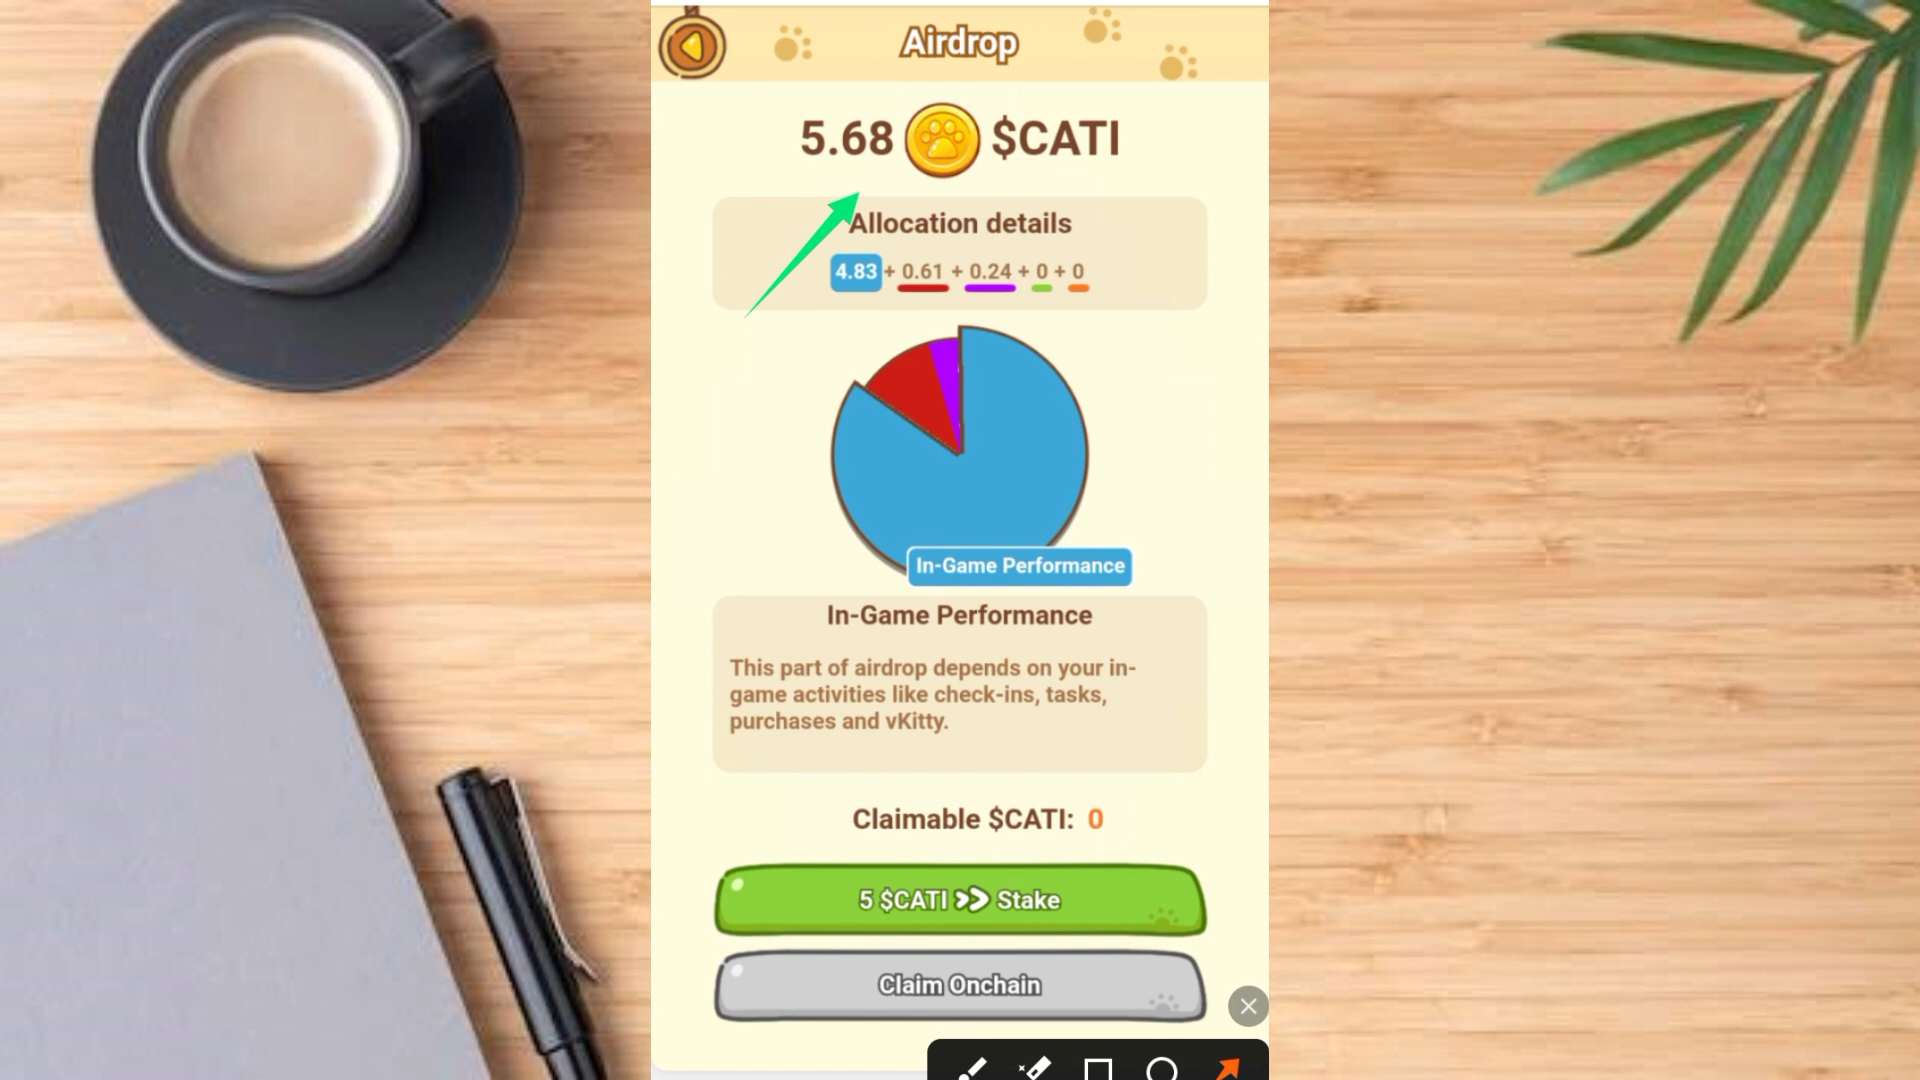 Airdrop
5.68 $CATI
Allocation details
4.83 + 0.61 + 0.24 + 0 + 0
In-Game Performance
In-Game Performance
This part of airdrop depends on your in-
game activities like check-ins, tasks,
purchases and vKitty.
Claimable $CATI: 0
5 $CATI Stake
Claim Onchain